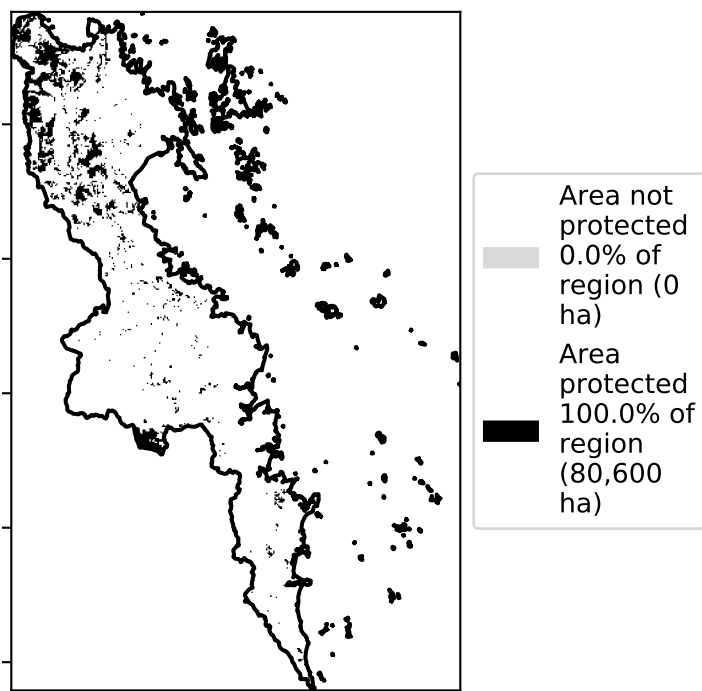 Area not
protected
0.0% of
region (0
ha)
Area
protected
100.0% of
region
(80,600
ha)